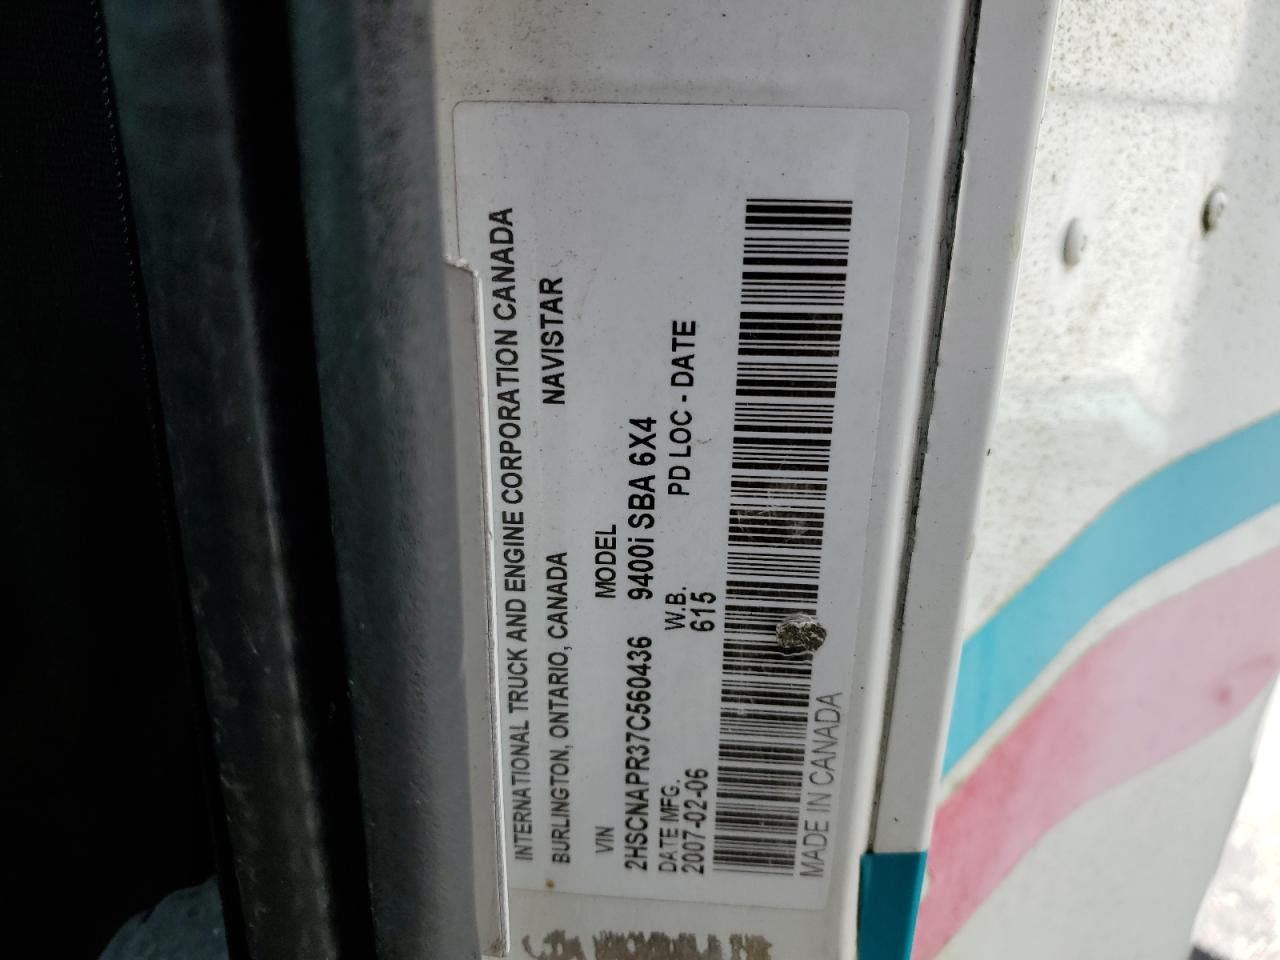 INTERNATIONAL TRUCK AND ENGINE CORPORATION CANADA
BURLINGTON, ONTARIO, CANADA NAVISTAR
VIN MODEL
2HSCNAPR37C560436 9400i SBA 6X4
DATE MFG. W.B. PD LOC - DATE
2007-02-06 615
MADE IN CANADA